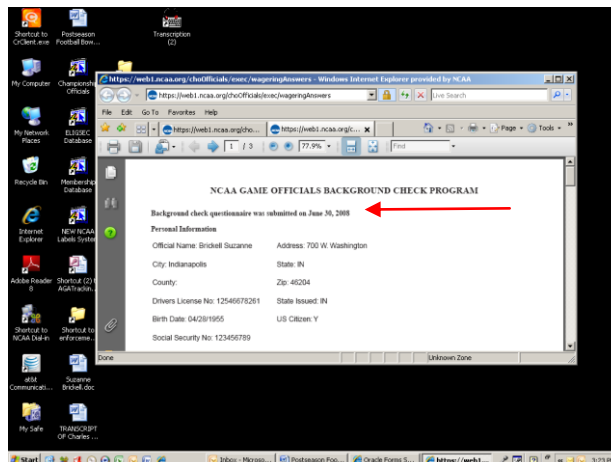 Shortcut to CrClent.exe
Postseason Football Bow...
Transcription (2)
My Computer
Championship Officials
My Network Places
ELIGSEC Database
Recycle Bin
Membership Database
Internet Explorer
NEW NCAA Labels System
Adobe Reader 8
Shortcut (2) t AGATrackin...
Shortcut to NCAA Dial-in
Shortcut to enforceme...
at&t Communicati...
Suzanne Brickell.doc
My Safe
TRANSCRIPT OF Charles ...
https://web1.ncaa.org/choOfficials/exec/wageringAnswers - Windows Internet Explorer provided by NCAA
https://web1.ncaa.org/choOfficials/exec/wageringAnswers
Live Search
File Edit Go To Favorites Help
https://web1.ncaa.org/cho...
https://web1.ncaa.org/c...
Page Tools
1 / 3 77.9% Find
NCAA GAME OFFICIALS BACKGROUND CHECK PROGRAM
Background check questionnaire was submitted on June 30, 2008
Personal Information
Official Name: Brickell Suzanne Address: 700 W. Washington
City: Indianapolis State: IN
County: Zip: 46204
Drivers License No: 12546678261 State Issued: IN
Birth Date: 04/28/1955 US Citizen: Y
Social Security No: 123456789
Done Unknown Zone
Start Inbox - Microso... Postseason Foo... Oracle Forms S... https://web1....